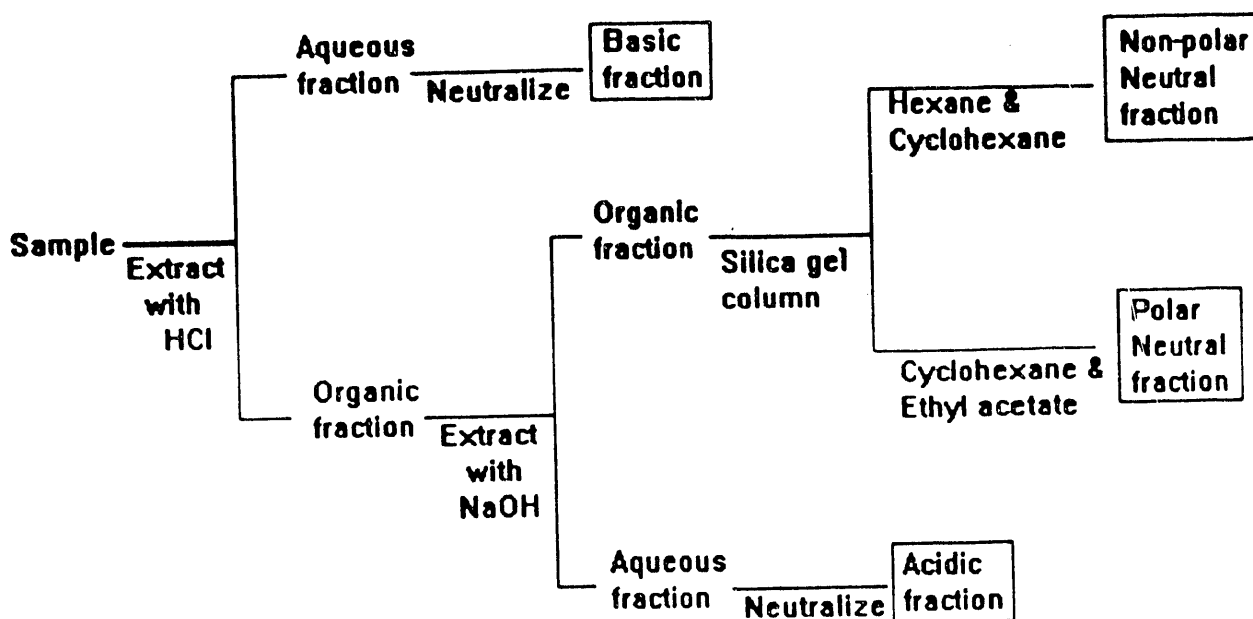 Aqueous
fraction
Neutralize
Basic
fraction
Hexane &
Cyclohexane
Non-polar
Neutral
fraction
Sample
Extract
with
HCl
Organic
fraction
Silica gel
column
Polar
Neutral
fraction
Cyclohexane &
Ethyl acetate
Organic
fraction
Extract
with
NaOH
Aqueous
fraction
Neutralize
Acidic
fraction